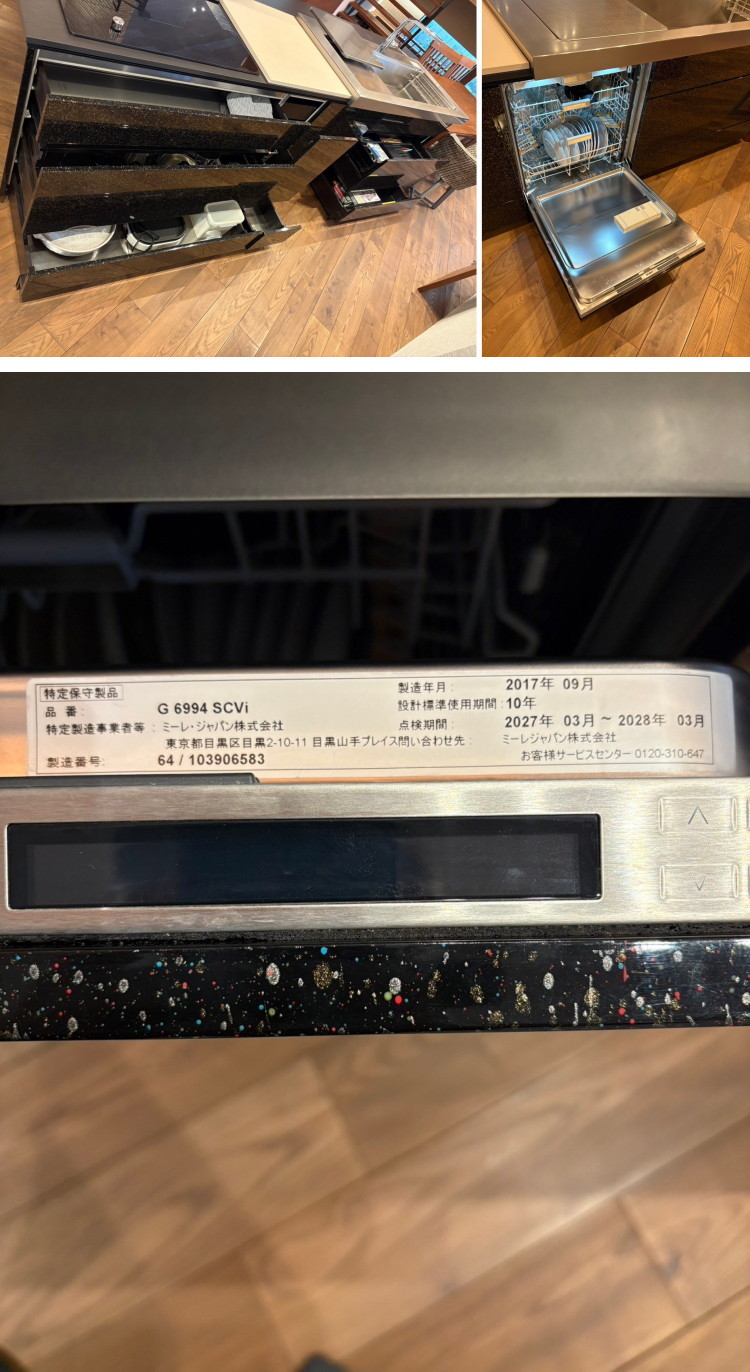 特定保守製品
品 番: G 6994 SCVi
特定製造事業者等 : ミーレ・ジャパン株式会社
東京都目黒区目黒2-10-11 目黒山手プレイス
製造番号: 64 / 103906583
製造年月: 2017年 09月
設計標準使用期間: 10年
点検期間: 2027年 03月 ~ 2028年 03月
問い合わせ先: ミーレジャパン株式会社
お客様サービスセンター 0120-310-647